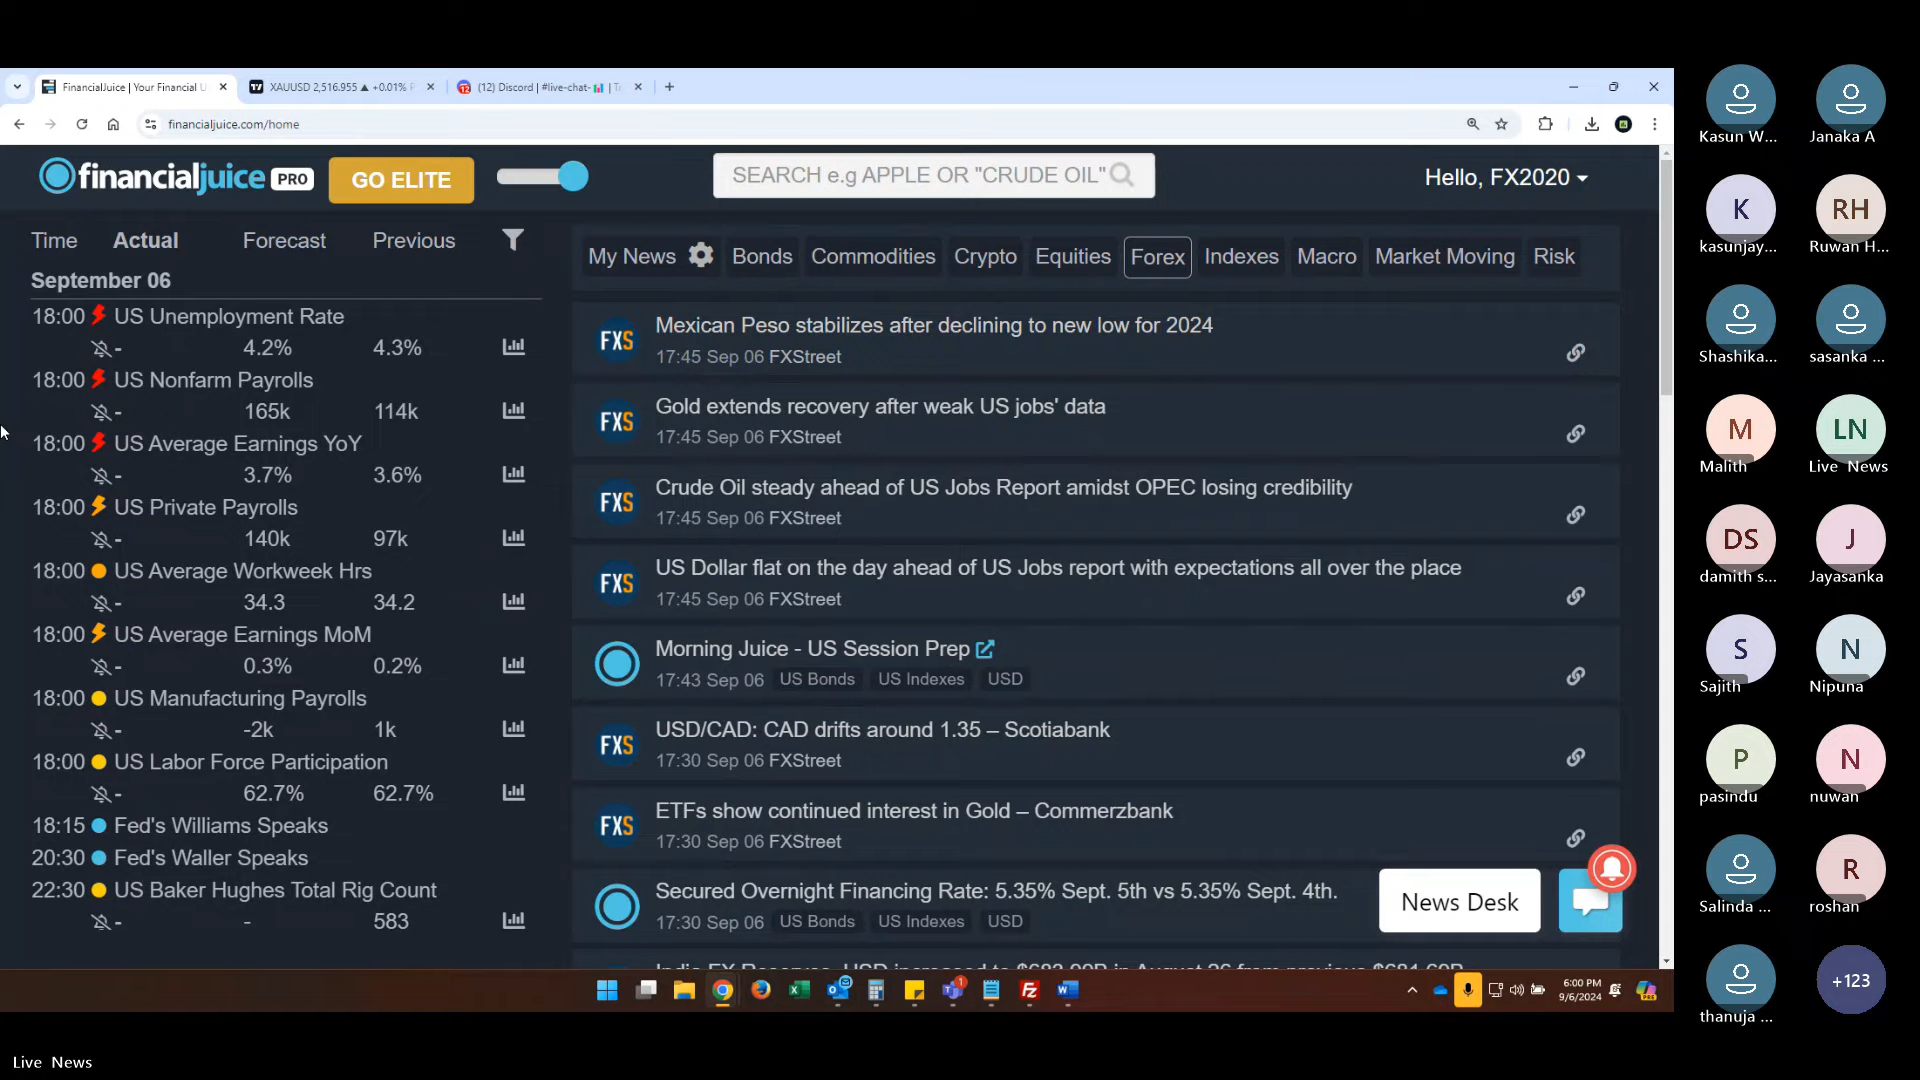 FinancialJuice | Your Financial U
XAUUSD 2,516.955 ▲ +0.01%
(12) Discord | #live-chat-
financialjuice.com/home
financialjuice PRO
GO ELITE
SEARCH e.g APPLE OR "CRUDE OIL"
Hello, FX2020
Time Actual Forecast Previous
September 06
18:00 US Unemployment Rate
- 4.2% 4.3%
18:00 US Nonfarm Payrolls
- 165k 114k
18:00 US Average Earnings YoY
- 3.7% 3.6%
18:00 US Private Payrolls
- 140k 97k
18:00 US Average Workweek Hrs
- 34.3 34.2
18:00 US Average Earnings MoM
- 0.3% 0.2%
18:00 US Manufacturing Payrolls
- -2k 1k
18:00 US Labor Force Participation
- 62.7% 62.7%
18:15 Fed's Williams Speaks
20:30 Fed's Waller Speaks
22:30 US Baker Hughes Total Rig Count
- - 583
My News Bonds Commodities Crypto Equities Forex Indexes Macro Market Moving Risk
FXS
Mexican Peso stabilizes after declining to new low for 2024
17:45 Sep 06 FXStreet
FXS
Gold extends recovery after weak US jobs' data
17:45 Sep 06 FXStreet
FXS
Crude Oil steady ahead of US Jobs Report amidst OPEC losing credibility
17:45 Sep 06 FXStreet
FXS
US Dollar flat on the day ahead of US Jobs report with expectations all over the place
17:45 Sep 06 FXStreet
Morning Juice - US Session Prep
17:43 Sep 06 US Bonds US Indexes USD
FXS
USD/CAD: CAD drifts around 1.35 – Scotiabank
17:30 Sep 06 FXStreet
FXS
ETFs show continued interest in Gold – Commerzbank
17:30 Sep 06 FXStreet
Secured Overnight Financing Rate: 5.35% Sept. 5th vs 5.35% Sept. 4th.
17:30 Sep 06 US Bonds US Indexes USD
India FX Reserves, USD increased to $683.99B in August 26 from previous $681.69B
News Desk
6:00 PM
9/6/2024
Kasun W...
Janaka A
K
kasunjay...
RH
Ruwan H...
Shashika...
sasanka ...
M
Malith
LN
Live News
DS
damith s...
J
Jayasanka
S
Sajith
N
Nipuna
P
pasindu
N
nuwan
Salinda ...
R
roshan
thanuja ...
+123
Live News